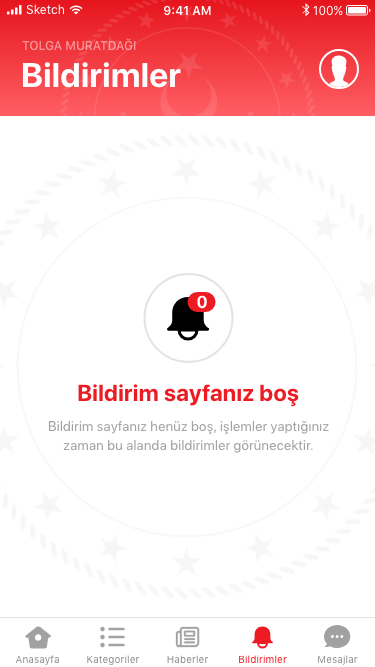 Sketch 9:41 AM 100%
TOLGA MURATDAĞI
Bildirimler
0
Bildirim sayfanız boş
Bildirim sayfanız henüz boş, işlemler yaptığınız
zaman bu alanda bildirimler görünecektir.
Anasayfa Kategoriler Haberler Bildirimler Mesajlar